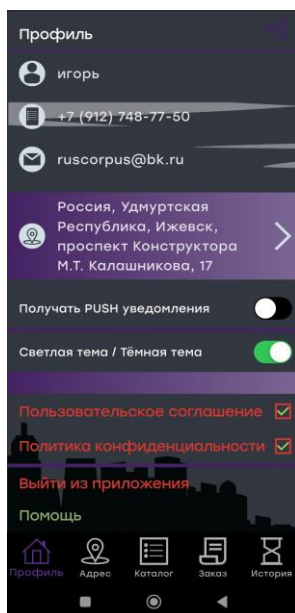 Профиль
игорь
+7 (912) 748-77-50
ruscorpus@bk.ru
Россия, Удмуртская
Республика, Ижевск,
проспект Конструктора
М.Т. Калашникова, 17
Получать PUSH уведомления
Светлая тема / Тёмная тема
Пользовательское соглашение
Политика конфиденциальности
Выйти из приложения
Помощь
Профиль Адрес Каталог Заказ История